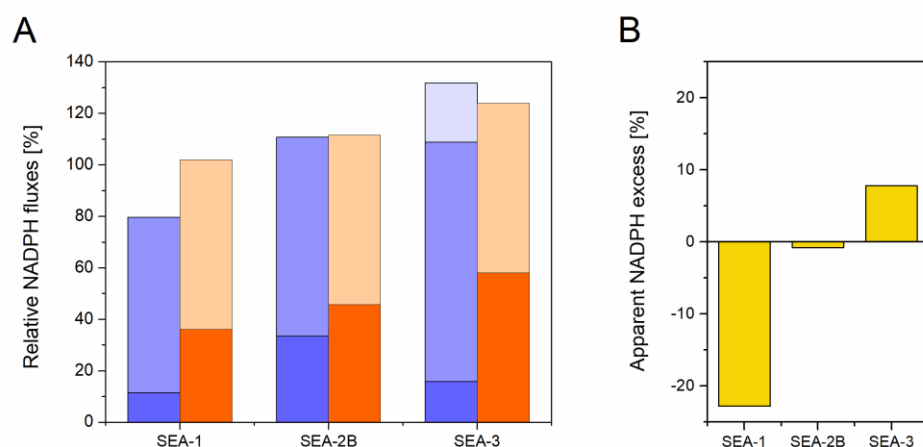 A
Relative NADPH fluxes [%]
140
120
100
80
60
40
20
0
SEA-1 SEA-2B SEA-3
B
Apparent NADPH excess [%]
20
10
0
-10
-20
SEA-1 SEA-2B SEA-3